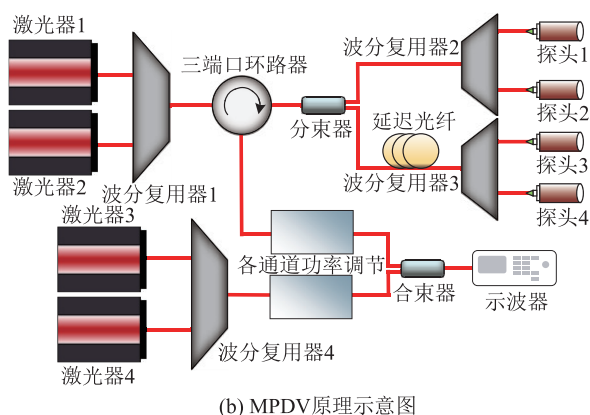 激光器1
三端口环路器
波分复用器2
探头1
分束器
延迟光纤
探头2
激光器2
波分复用器1
波分复用器3
探头3
激光器3
探头4
各通道功率调节
合束器
示波器
波分复用器4
激光器4
(b) MPDV原理示意图